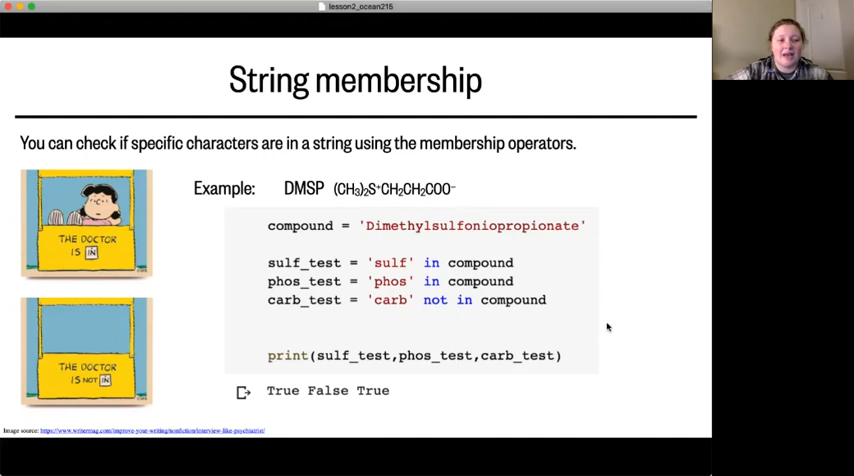 lesson2_ocean215
String membership
You can check if specific characters are in a string using the membership operators.
THE DOCTOR
IS IN
Example: DMSP (CH₃)₂S⁺CH₂CH₂COO⁻
compound = 'Dimethylsulfoniopropionate'
sulf_test = 'sulf' in compound
phos_test = 'phos' in compound
carb_test = 'carb' not in compound
print(sulf_test,phos_test,carb_test)
True False True
THE DOCTOR
IS NOT IN
Image source: https://www.writermag.com/improve-your-writing/nonfiction/interview-like-psychiatrist/